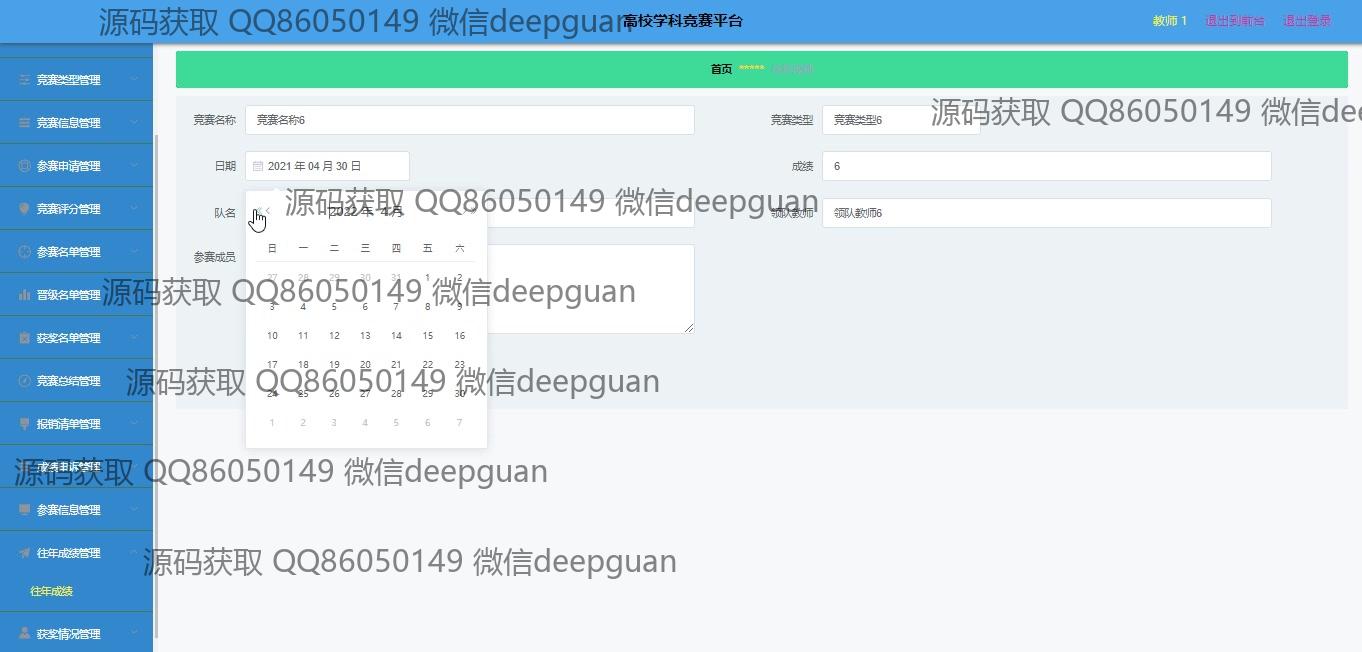 源码获取 QQ86050149 微信deepguan
高校学科竞赛平台
教师 1 退出到前台 退出登录
首页 *****
竞赛类型管理
竞赛信息管理
参赛申请管理
竞赛评分管理
参赛名单管理
晋级名单管理
获奖名单管理
竞赛总结管理
报销清单管理
成绩申诉管理
参赛信息管理
往年成绩管理
往年成绩
获奖情况管理
竞赛名称 竞赛名称6 竞赛类型 竞赛类型6
源码获取 QQ86050149 微信dee
日期 2021 年 04 月 30 日 成绩 6
源码获取 QQ86050149 微信deepguan
队名 领队教师 领队教师6
参赛成员
2022 年 4 月
日 一 二 三 四 五 六
27 28 29 30 31 1 2
3 4 5 6 7 8 9
10 11 12 13 14 15 16
17 18 19 20 21 22 23
24 25 26 27 28 29 30
1 2 3 4 5 6 7
源码获取 QQ86050149 微信deepguan
源码获取 QQ86050149 微信deepguan
源码获取 QQ86050149 微信deepguan
源码获取 QQ86050149 微信deepguan